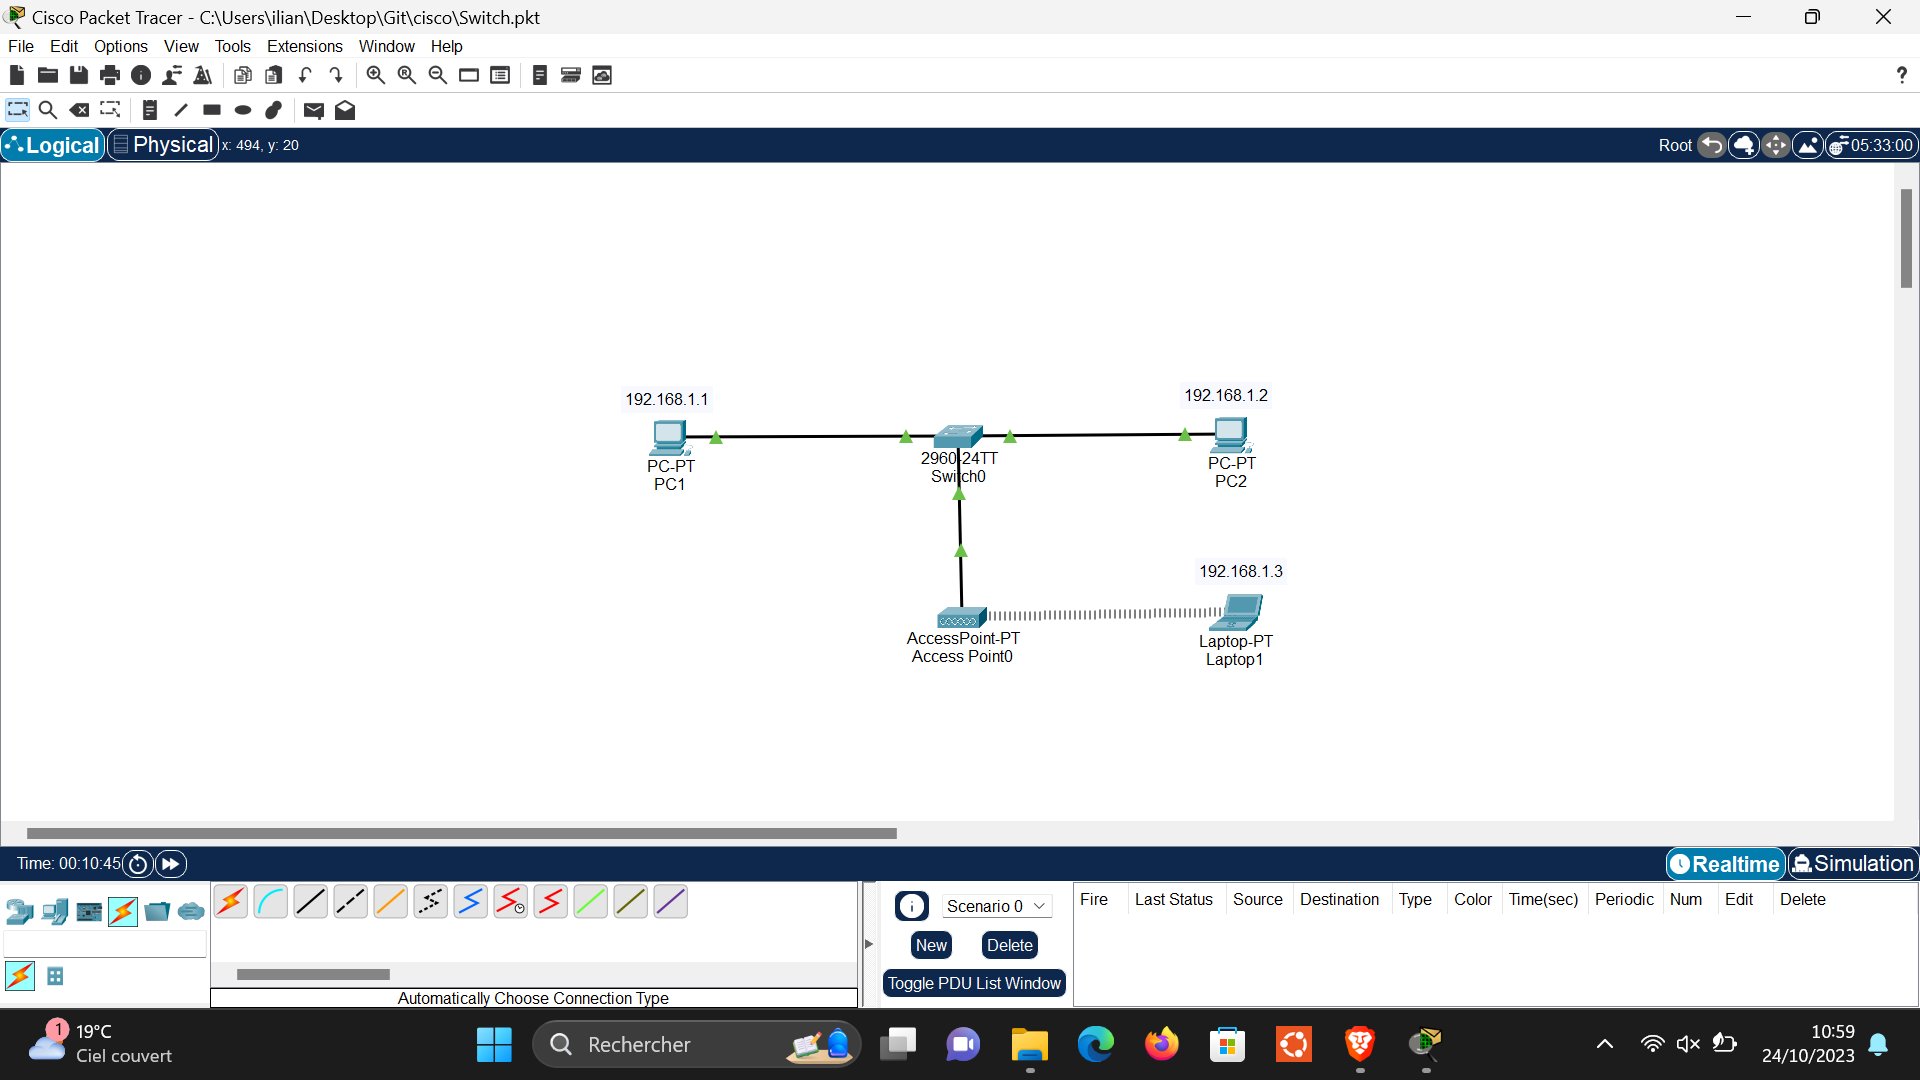 Cisco Packet Tracer - C:\Users\ilian\Desktop\Git\cisco\Switch.pkt
File Edit Options View Tools Extensions Window Help
?
Logical Physical x: 494, y: 20 Root 05:33:00
192.168.1.1
192.168.1.2
PC-PT
PC1
2960-24TT
Switch0
PC-PT
PC2
192.168.1.3
AccessPoint-PT
Access Point0
Laptop-PT
Laptop1
Time: 00:10:45 Realtime Simulation
Scenario 0
New Delete
Toggle PDU List Window
Fire Last Status Source Destination Type Color Time(sec) Periodic Num Edit Delete
Automatically Choose Connection Type
1
19°C
Ciel couvert
Rechercher
10:59
24/10/2023